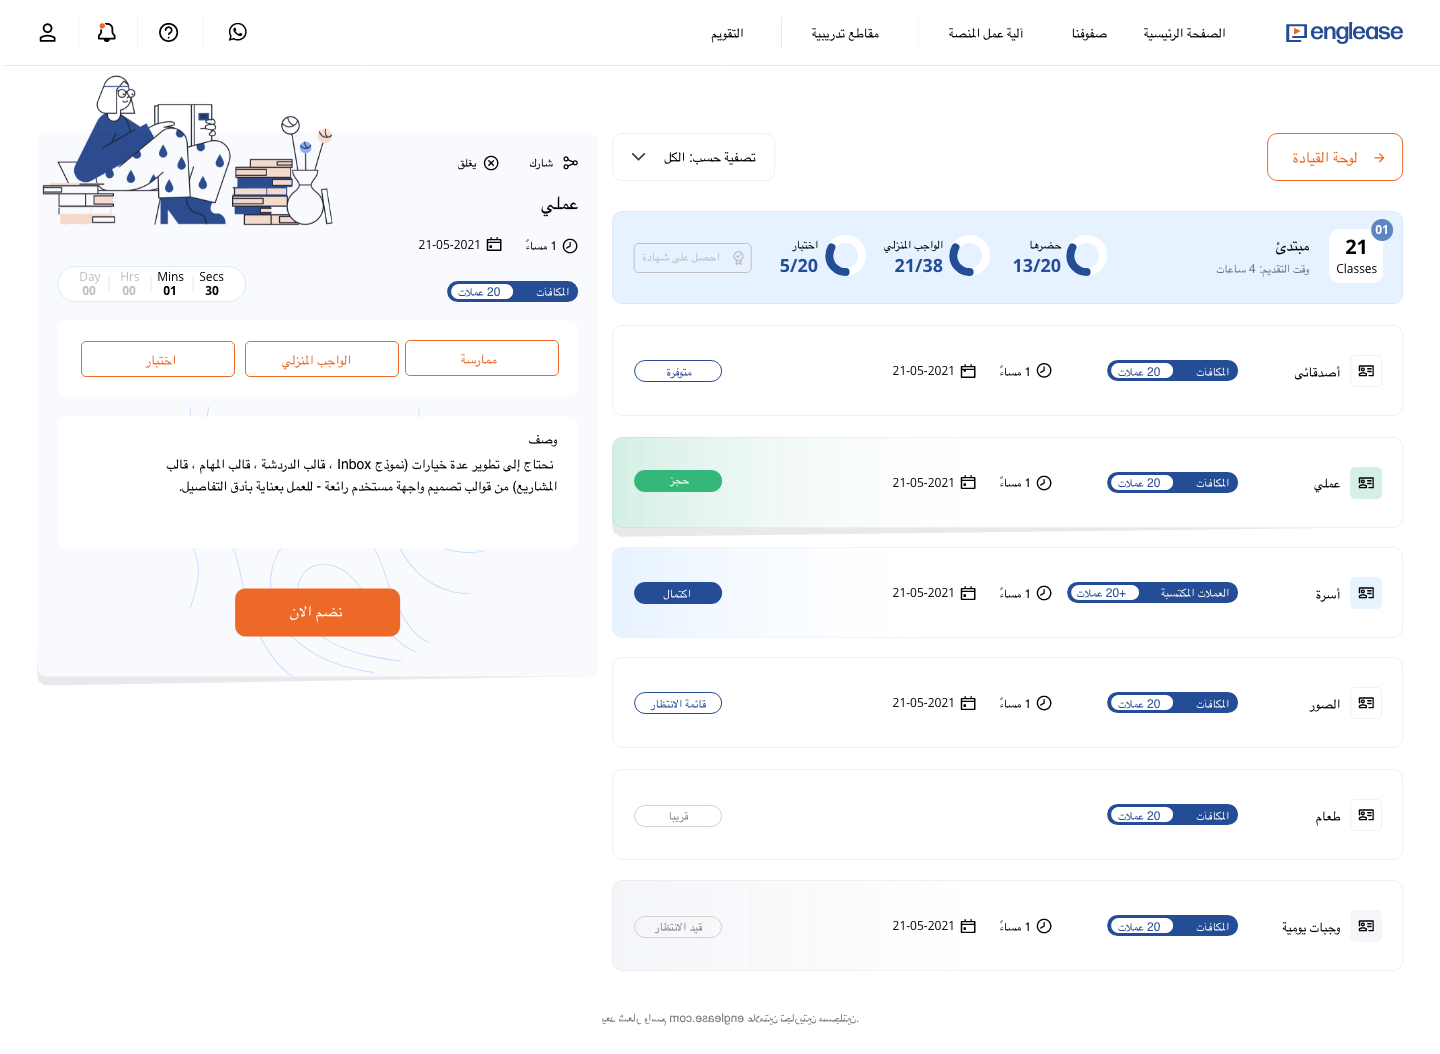 englease
الصفحة الرئيسية
صفوفنا
آلية عمل المنصة
مقاطع تدريبية
التقويم
لوحة القيادة
تصفية حسب: الكل
01
21
Classes
مبتدئ
وقت التقديم: 4 ساعات
حضرها
13/20
الواجب المنزلي
21/38
اختبار
5/20
احصل على شهادة
أصدقائى
المكافآت
20 عملات
1 مساءً
21-05-2021
متوفرة
عملي
المكافآت
20 عملات
1 مساءً
21-05-2021
حجز
أسرة
العملات المكتسبة
+20 عملات
1 مساءً
21-05-2021
اكتمال
الصور
المكافآت
20 عملات
1 مساءً
21-05-2021
قائمة الانتظار
طعام
المكافآت
20 عملات
قريبا
وجبات يومية
المكافآت
20 عملات
1 مساءً
21-05-2021
قيد الانتظار
شارك
يغلق
عملي
1 مساءً
21-05-2021
المكافآت
20 عملات
Day
00
Hrs
00
Mins
01
Secs
30
ممارسة
الواجب المنزلي
اختبار
وصف
نحتاج إلى تطوير عدة خيارات (نموذج Inbox ، قالب الدردشة ، قالب المهام ، قالب
المشاريع) من قوالب تصميم واجهة مستخدم رائعة - للعمل بعناية بأدق التفاصيل.
نضم الان
englease.com